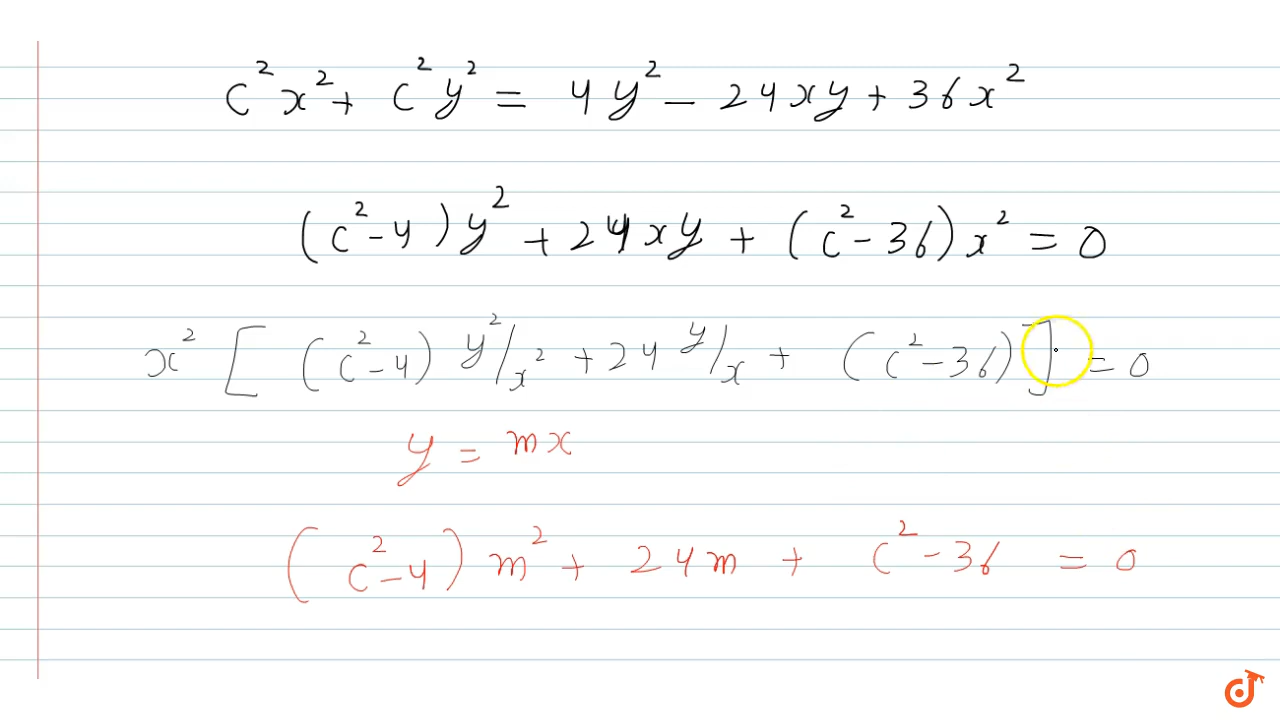 c²x² + c²y² = 4y² - 24xy + 36x²
(c²-4)y² + 24xy + (c²-36)x² = 0
x² [ (c²-4) y²/x² + 24 y/x + (c²-36) ] = 0
y = mx
(c²-4) m² + 24m + c²-36 = 0